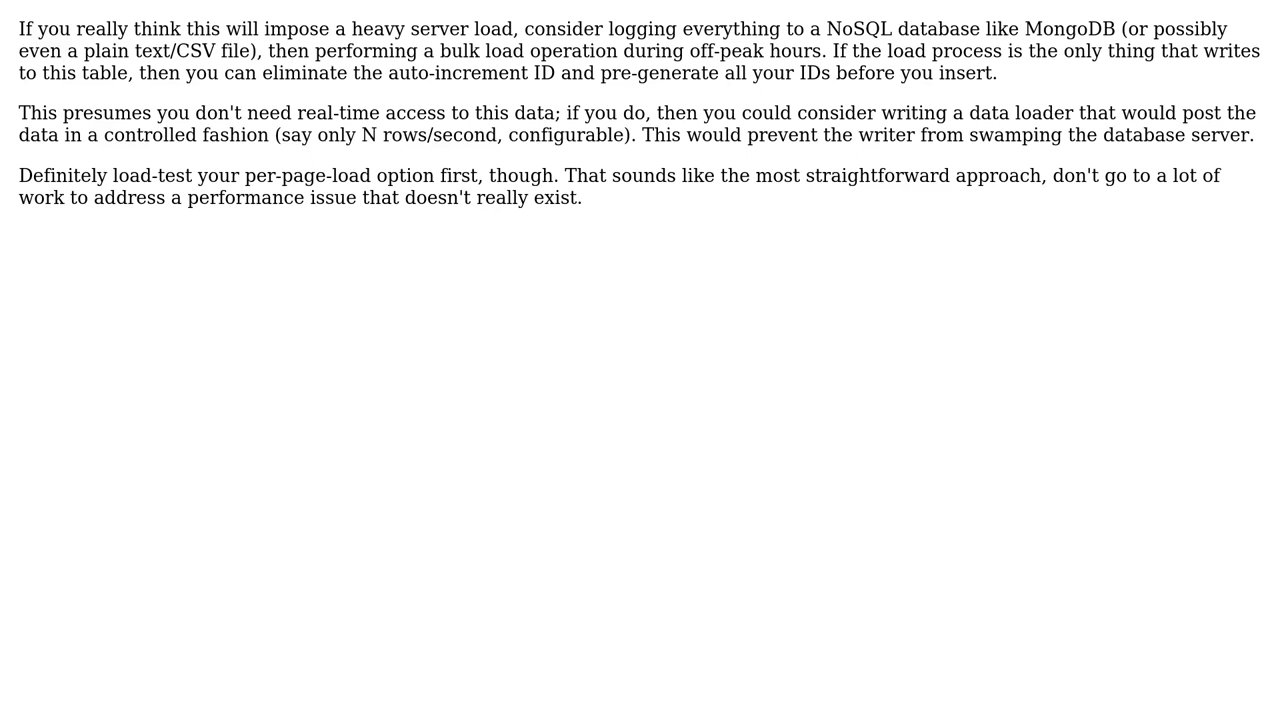 If you really think this will impose a heavy server load, consider logging everything to a NoSQL database like MongoDB (or possibly
even a plain text/CSV file), then performing a bulk load operation during off-peak hours. If the load process is the only thing that writes
to this table, then you can eliminate the auto-increment ID and pre-generate all your IDs before you insert.
This presumes you don't need real-time access to this data; if you do, then you could consider writing a data loader that would post the
data in a controlled fashion (say only N rows/second, configurable). This would prevent the writer from swamping the database server.
Definitely load-test your per-page-load option first, though. That sounds like the most straightforward approach, don't go to a lot of
work to address a performance issue that doesn't really exist.